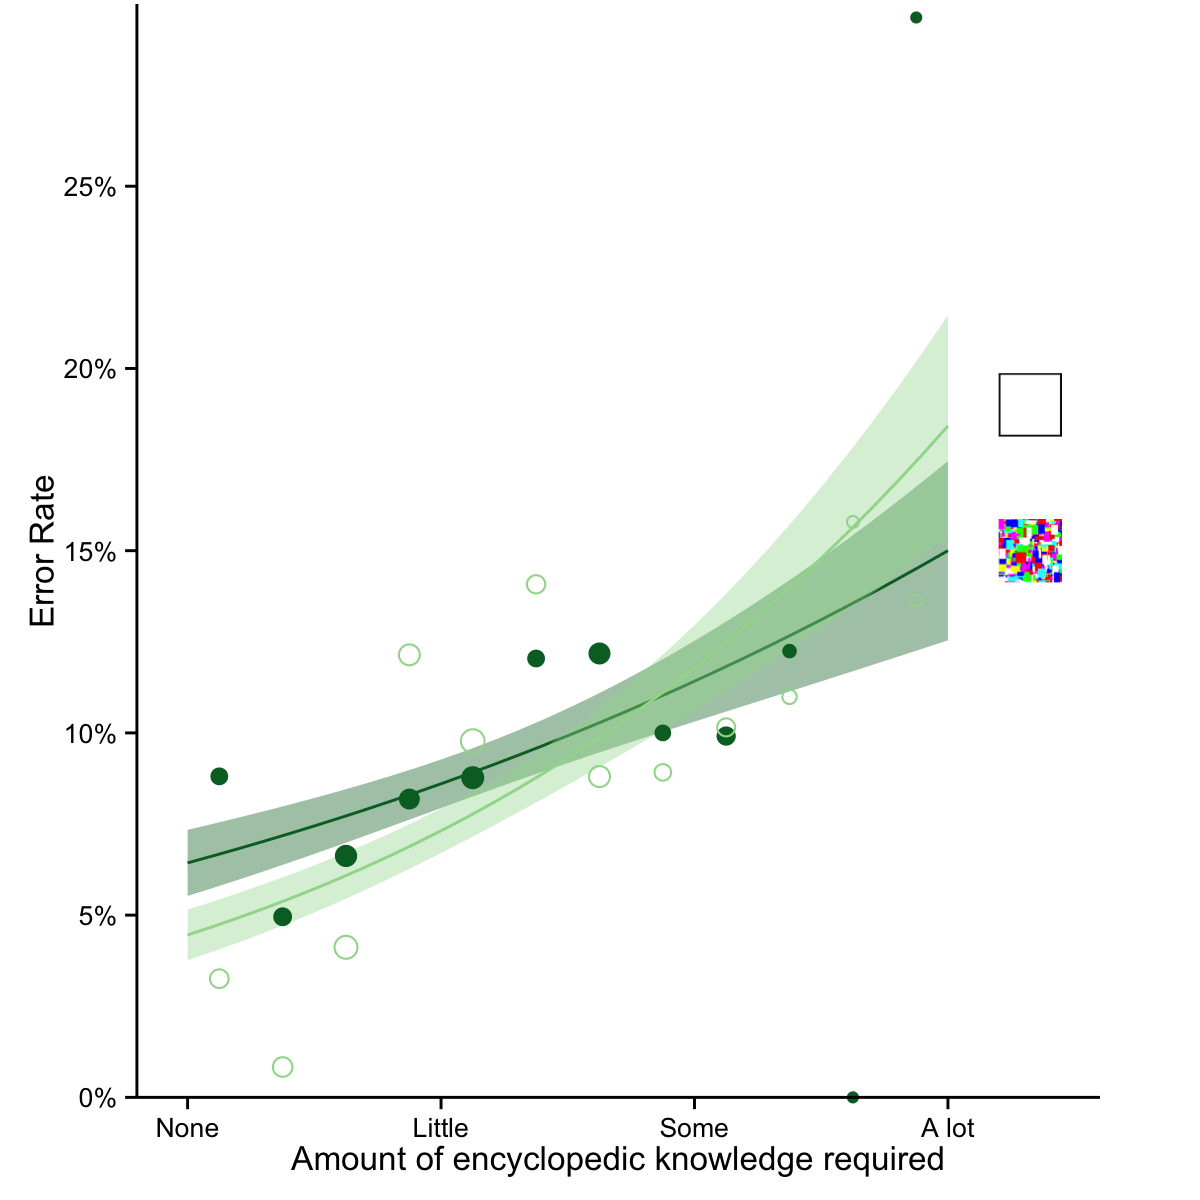 25%
20%
15%
10%
5%
0%
Error Rate
None Little Some A lot
Amount of encyclopedic knowledge required